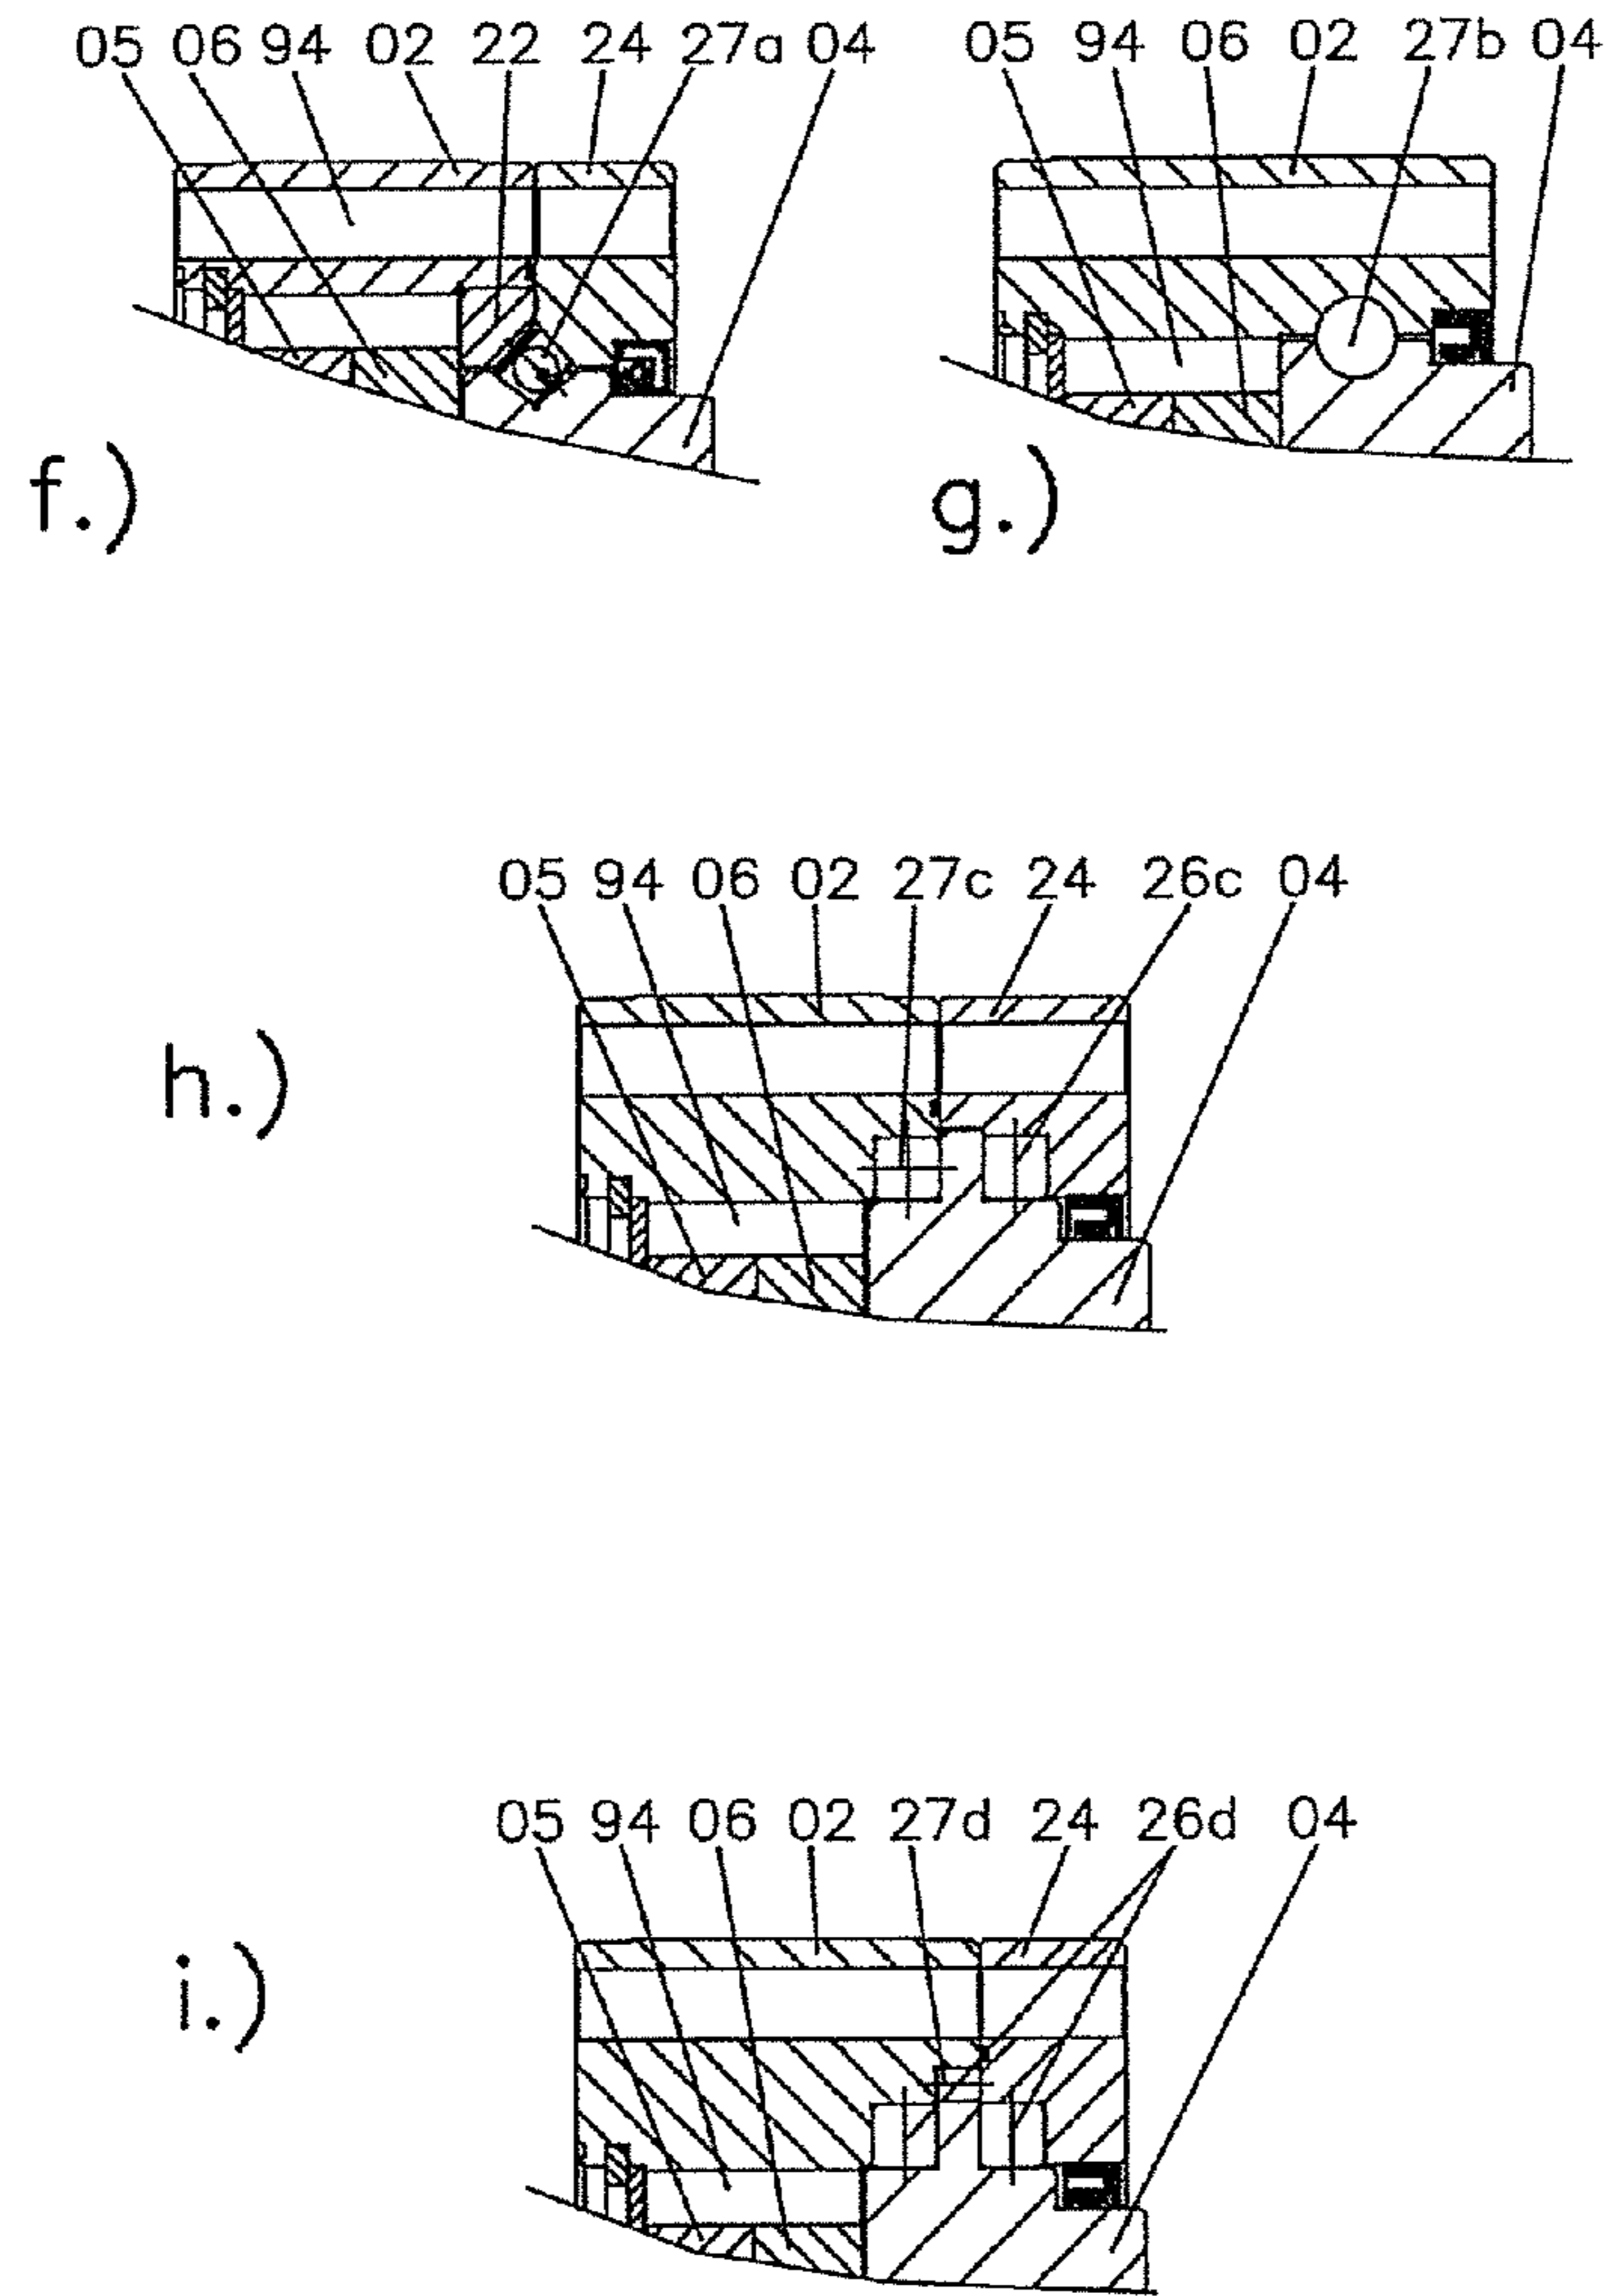 05 06 94 02 22 24 27a 04
05 94 06 02 27b 04
f.)
g.)
05 94 06 02 27c 24 26c 04
h.)
05 94 06 02 27d 24 26d 04
i.)